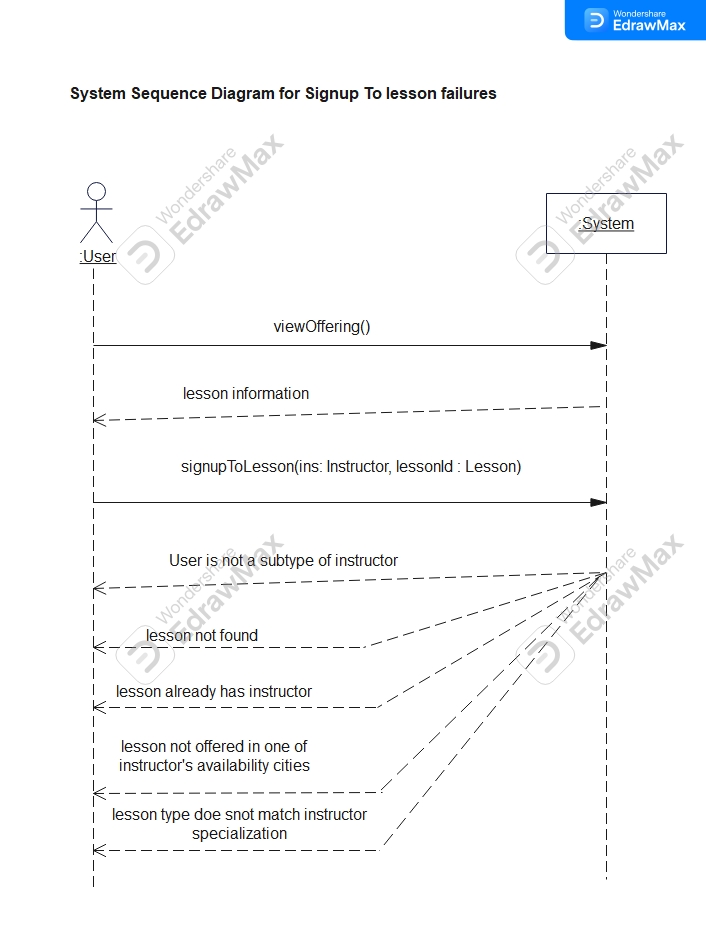 Wondershare
EdrawMax
System Sequence Diagram for Signup To lesson failures
Wondershare
EdrawMax
Wondershare
EdrawMax
:User
:System
viewOffering()
lesson information
signupToLesson(ins: Instructor, lessonId : Lesson)
Wondershare
EdrawMax
Wondershare
EdrawMax
User is not a subtype of instructor
lesson not found
lesson already has instructor
lesson not offered in one of
instructor's availability cities
lesson type doe snot match instructor
specialization